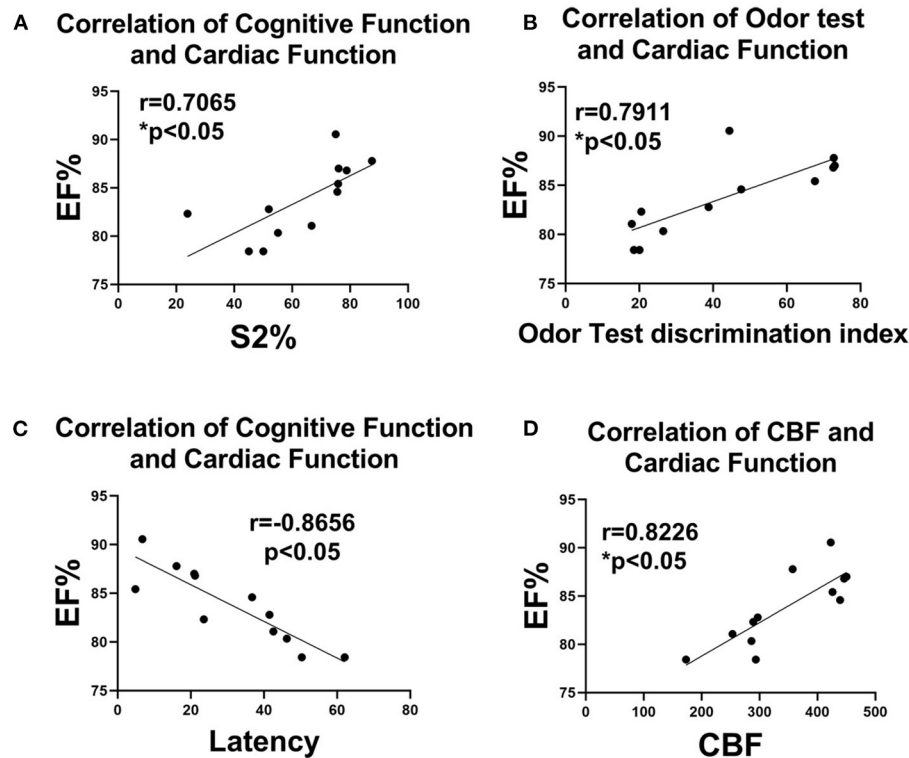 A
Correlation of Cognitive Function
and Cardiac Function
r=0.7065
*p<0.05
EF%
95
90
85
80
75
0 20 40 60 80 100
S2%
B
Correlation of Odor test
and Cardiac Function
r=0.7911
*p<0.05
EF%
95
90
85
80
75
0 20 40 60 80
Odor Test discrimination index
C
Correlation of Cognitive Function
and Cardiac Function
r=-0.8656
p<0.05
EF%
95
90
85
80
75
0 20 40 60 80
Latency
D
Correlation of CBF and
Cardiac Function
r=0.8226
*p<0.05
EF%
95
90
85
80
75
0 100 200 300 400 500
CBF